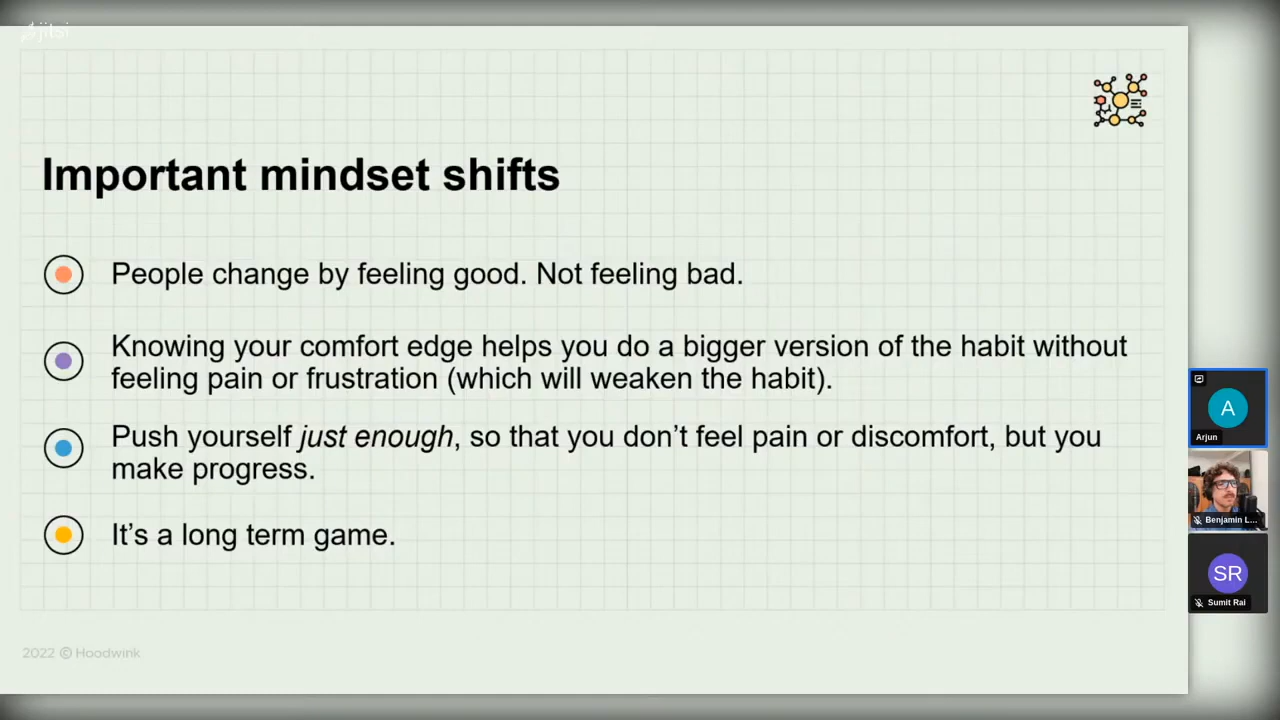 jitsi
Important mindset shifts
People change by feeling good. Not feeling bad.
Knowing your comfort edge helps you do a bigger version of the habit without
feeling pain or frustration (which will weaken the habit).
Push yourself just enough, so that you don’t feel pain or discomfort, but you
make progress.
It’s a long term game.
2022 © Hoodwink
A
Arjun
Benjamin L...
SR
Sumit Rai